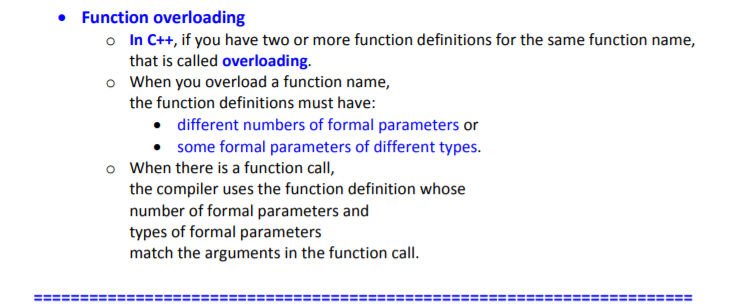 • Function overloading
o In C++, if you have two or more function definitions for the same function name,
that is called overloading.
o When you overload a function name,
the function definitions must have:
• different numbers of formal parameters or
• some formal parameters of different types.
o When there is a function call,
the compiler uses the function definition whose
number of formal parameters and
types of formal parameters
match the arguments in the function call.
=======================================================================